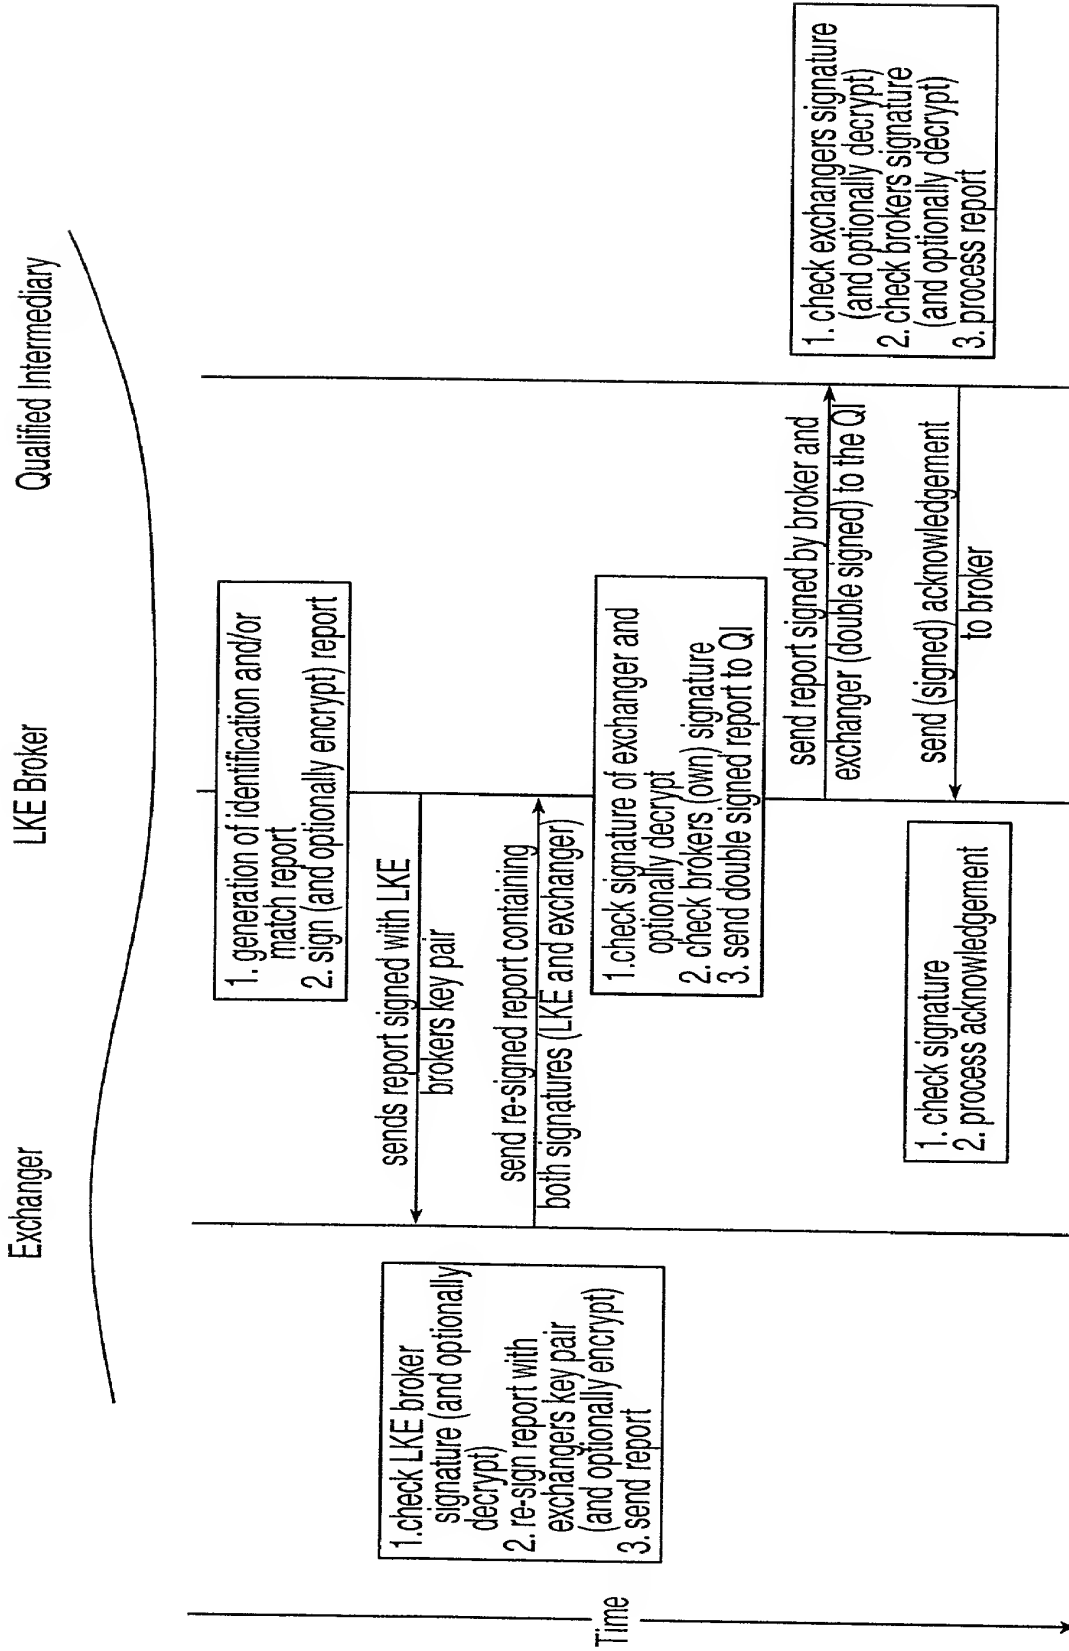 Exchanger
LKE Broker
Qualified Intermediary
1. generation of identification and/or
match report
2. sign (and optionally encrypt) report
sends report signed with LKE
brokers key pair
1.check LKE broker
signature (and optionally
decrypt)
2. re-sign report with
exchangers key pair
(and optionally encrypt)
3. send report
send re-signed report containing
both signatures (LKE and exchanger)
1.check signature of exchanger and
optionally decrypt
2. check brokers (own) signature
3. send double signed report to QI
send report signed by broker and
exchanger (double signed) to the QI
1. check exchangers signature
(and optionally decrypt)
2. check brokers signature
(and optionally decrypt)
3. process report
send (signed) acknowledgement
to broker
1. check signature
2. process acknowledgement
Time